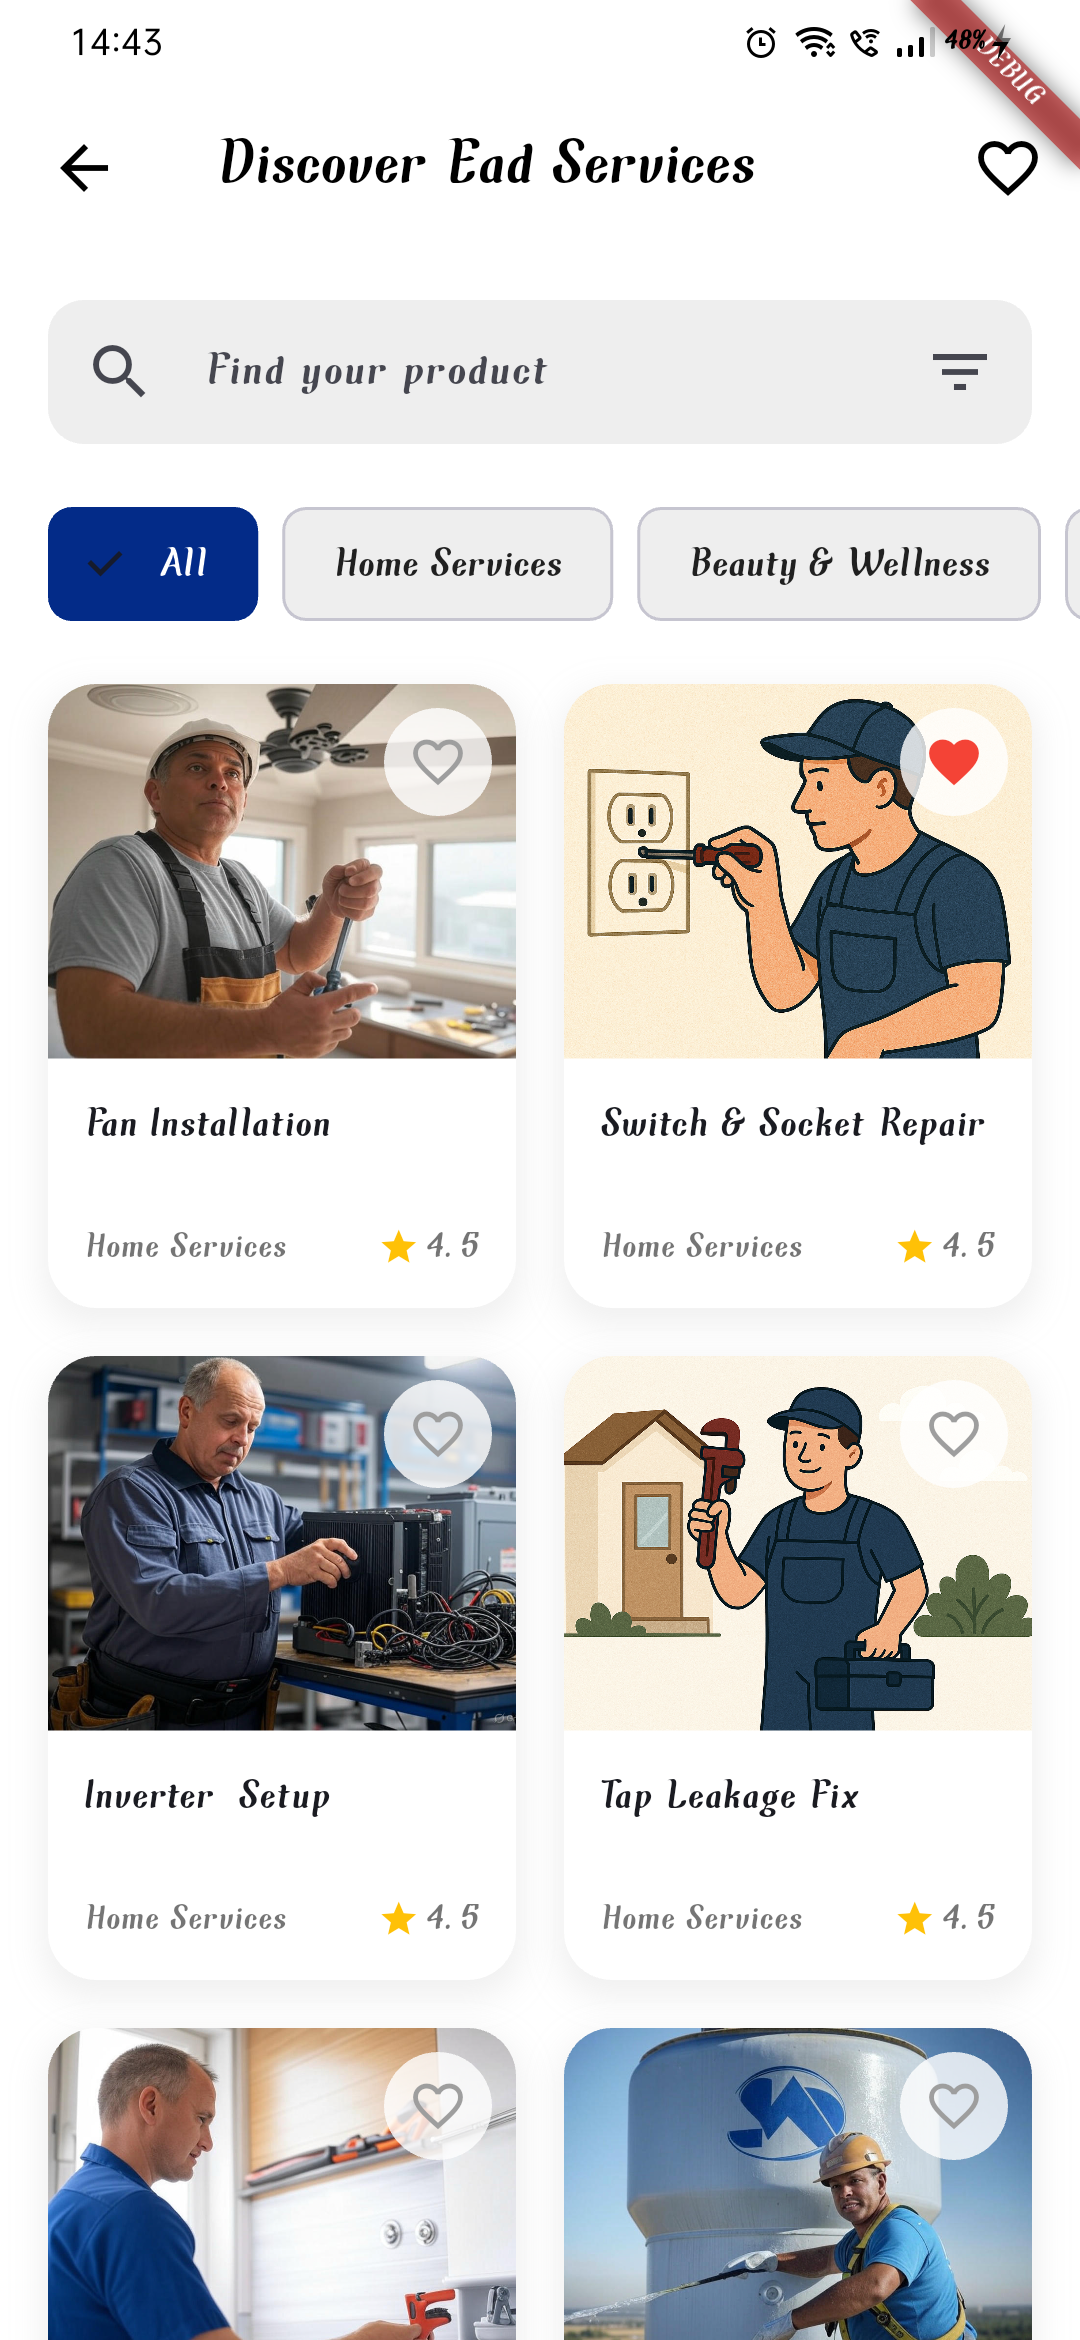 14:43
48%
DEBUG
Discover Ead Services
Find your product
All
Home Services
Beauty & Wellness
Fan Installation
Switch & Socket Repair
Home Services
4.5
Home Services
4.5
Inverter  Setup
Tap Leakage Fix
Home Services
4.5
Home Services
4.5